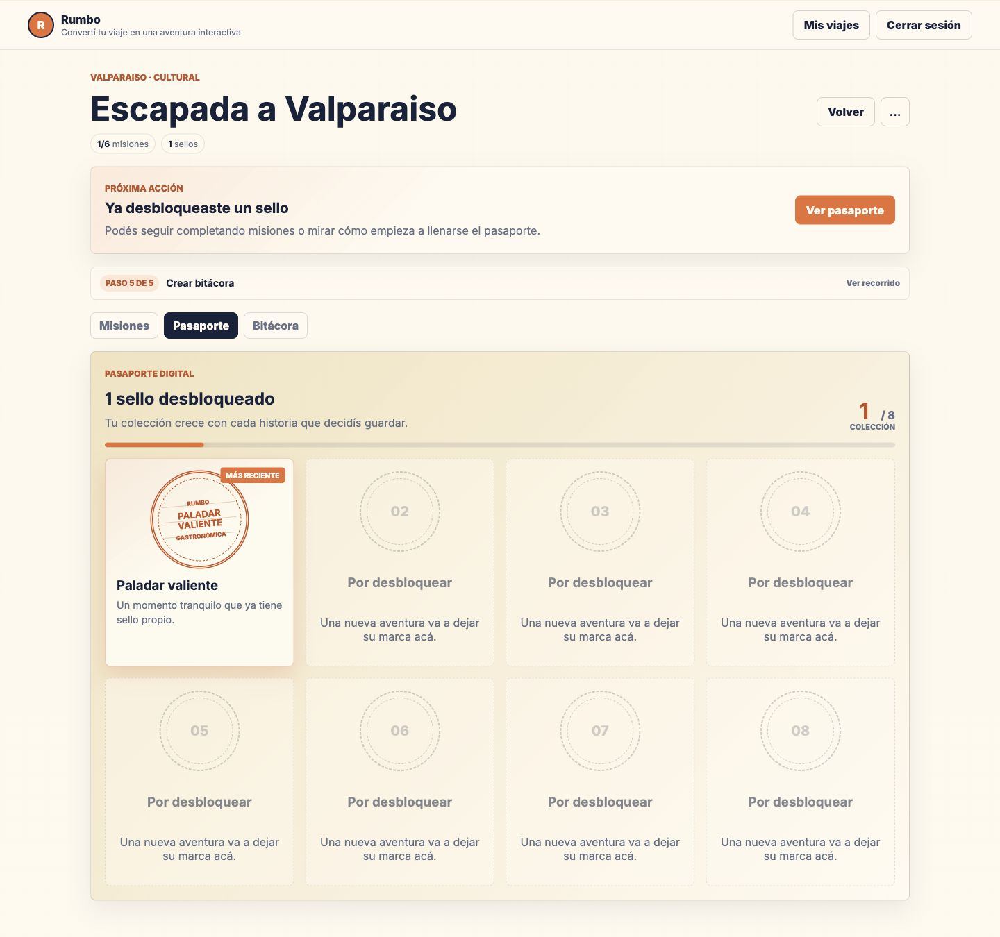 R
Rumbo
Convertí tu viaje en una aventura interactiva
Mis viajes
Cerrar sesión
VALPARAISO · CULTURAL
Escapada a Valparaiso
Volver
...
1/6 misiones
1 sellos
PRÓXIMA ACCIÓN
Ya desbloqueaste un sello
Podés seguir completando misiones o mirar cómo empieza a llenarse el pasaporte.
Ver pasaporte
PASO 5 DE 5
Crear bitácora
Ver recorrido
Misiones
Pasaporte
Bitácora
PASAPORTE DIGITAL
1 sello desbloqueado
Tu colección crece con cada historia que decidís guardar.
1 / 8
COLECCIÓN
MÁS RECIENTE
RUMBO
PALADAR
VALIENTE
GASTRONÓMICA
Paladar valiente
Un momento tranquilo que ya tiene
sello propio.
02
Por desbloquear
Una nueva aventura va a dejar
su marca acá.
03
Por desbloquear
Una nueva aventura va a dejar
su marca acá.
04
Por desbloquear
Una nueva aventura va a dejar
su marca acá.
05
Por desbloquear
Una nueva aventura va a dejar
su marca acá.
06
Por desbloquear
Una nueva aventura va a dejar
su marca acá.
07
Por desbloquear
Una nueva aventura va a dejar
su marca acá.
08
Por desbloquear
Una nueva aventura va a dejar
su marca acá.